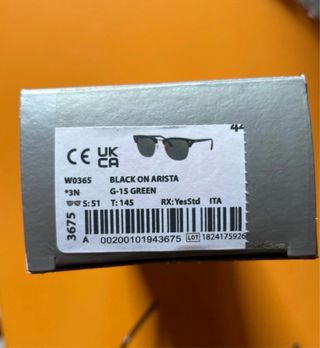 CE UK CA
W0365 BLACK ON ARISTA
*3N G-15 GREEN
S: 51 T: 145 RX: YesStd ITA
3675
A 00200101943675 LOT 1824175926